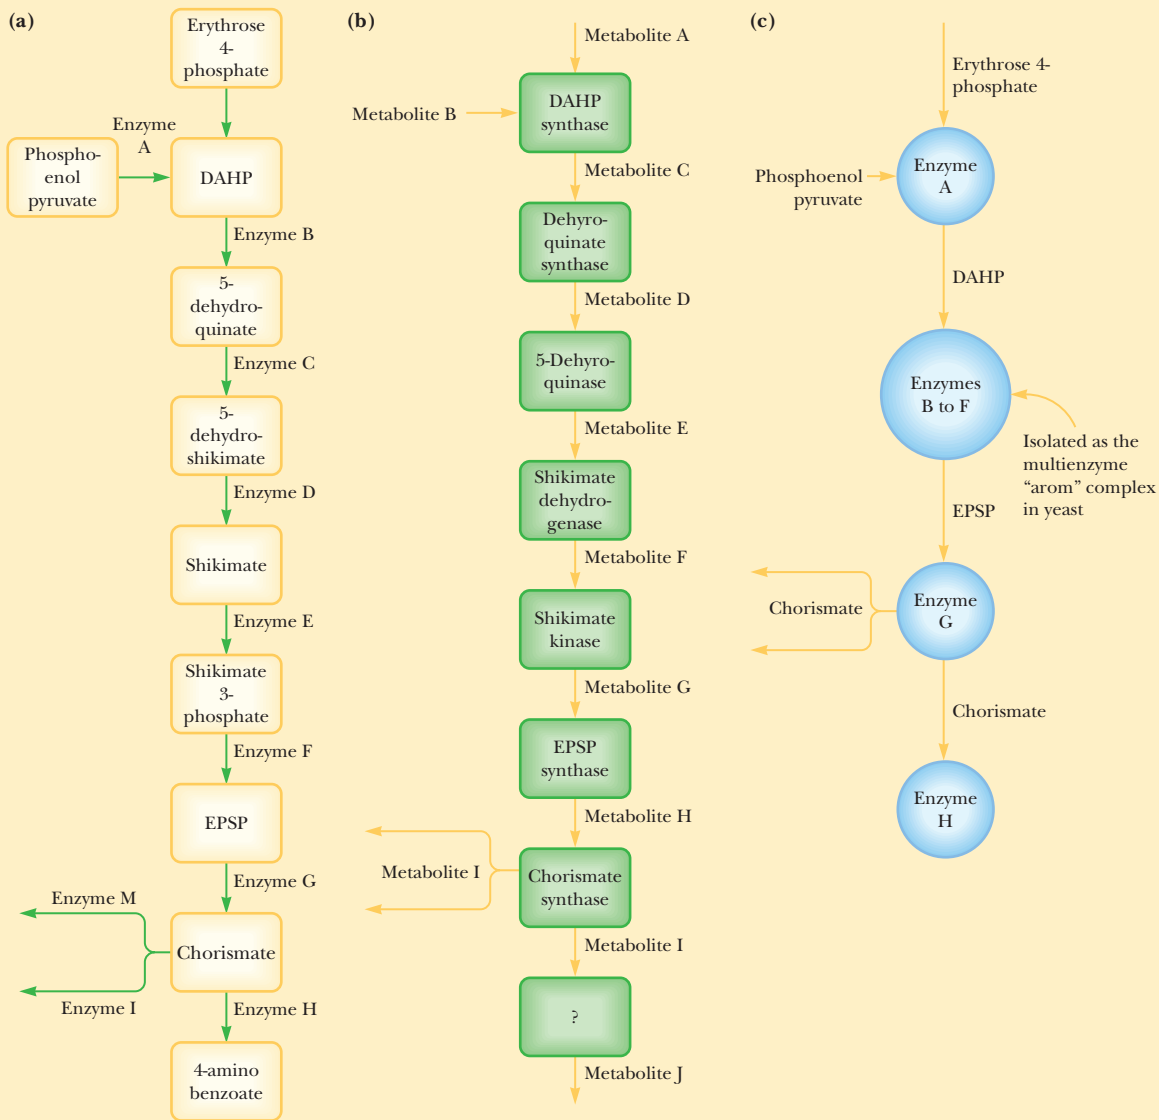 (a)
Erythrose
4-
phosphate
Enzyme
A
Phospho-
enol
pyruvate
DAHP
Enzyme B
5-
dehydro-
quinate
Enzyme C
5-
dehydro-
shikimate
Enzyme D
Shikimate
Enzyme E
Shikimate
3-
phosphate
Enzyme F
EPSP
Enzyme G
Enzyme M
Chorismate
Enzyme I
Enzyme H
4-amino
benzoate
(b)
Metabolite A
Metabolite B
DAHP
synthase
Metabolite C
Dehyro-
quinate
synthase
Metabolite D
5-Dehyro-
quinase
Metabolite E
Shikimate
dehydro-
genase
Metabolite F
Shikimate
kinase
Metabolite G
EPSP
synthase
Metabolite H
Metabolite I
Chorismate
synthase
Metabolite I
?
Metabolite J
(c)
Erythrose 4-
phosphate
Phosphoenol
pyruvate
Enzyme
A
DAHP
Enzymes
B to F
Isolated as the
multienzyme
“arom” complex
in yeast
EPSP
Chorismate
Enzyme
G
Chorismate
Enzyme
H